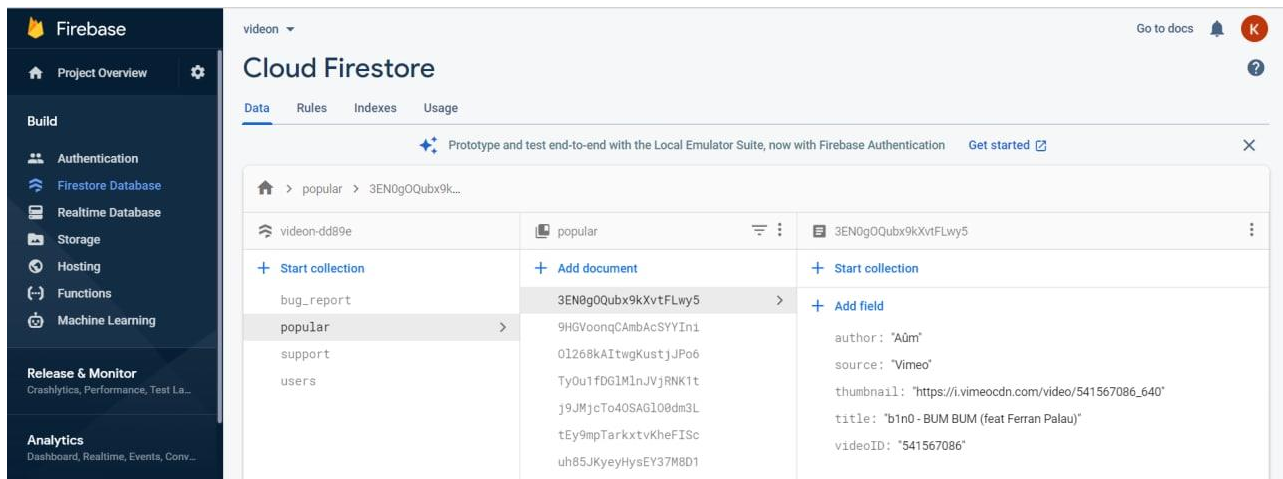 Firebase
Project Overview
Build
Authentication
Firestore Database
Realtime Database
Storage
Hosting
Functions
Machine Learning
Release & Monitor
Crashlytics, Performance, Test La...
Analytics
Dashboard, Realtime, Events, Conv...
videon
Go to docs
K
Cloud Firestore
Data Rules Indexes Usage
Prototype and test end-to-end with the Local Emulator Suite, now with Firebase Authentication Get started
popular > 3EN0gOQubx9k...
videon-dd89e
Start collection
bug_report
popular
support
users
popular
Add document
3EN0gOQubx9kXvtFLwy5
9HGVoonqCAmbAcSYYIni
Ol268kAItwgKustjJPo6
TyOu1fDGlMlnJVjRNK1t
j9JMjcTo4OSAGlO0dm3L
tEy9mpTarkxtvKheFISc
uh85JKyeyHysEY37M8D1
3EN0gOQubx9kXvtFLwy5
Start collection
Add field
author: "Aûm"
source: "Vimeo"
thumbnail: "https://i.vimeocdn.com/video/541567086_640"
title: "b1n0 - BUM BUM (feat Ferran Palau)"
videoID: "541567086"